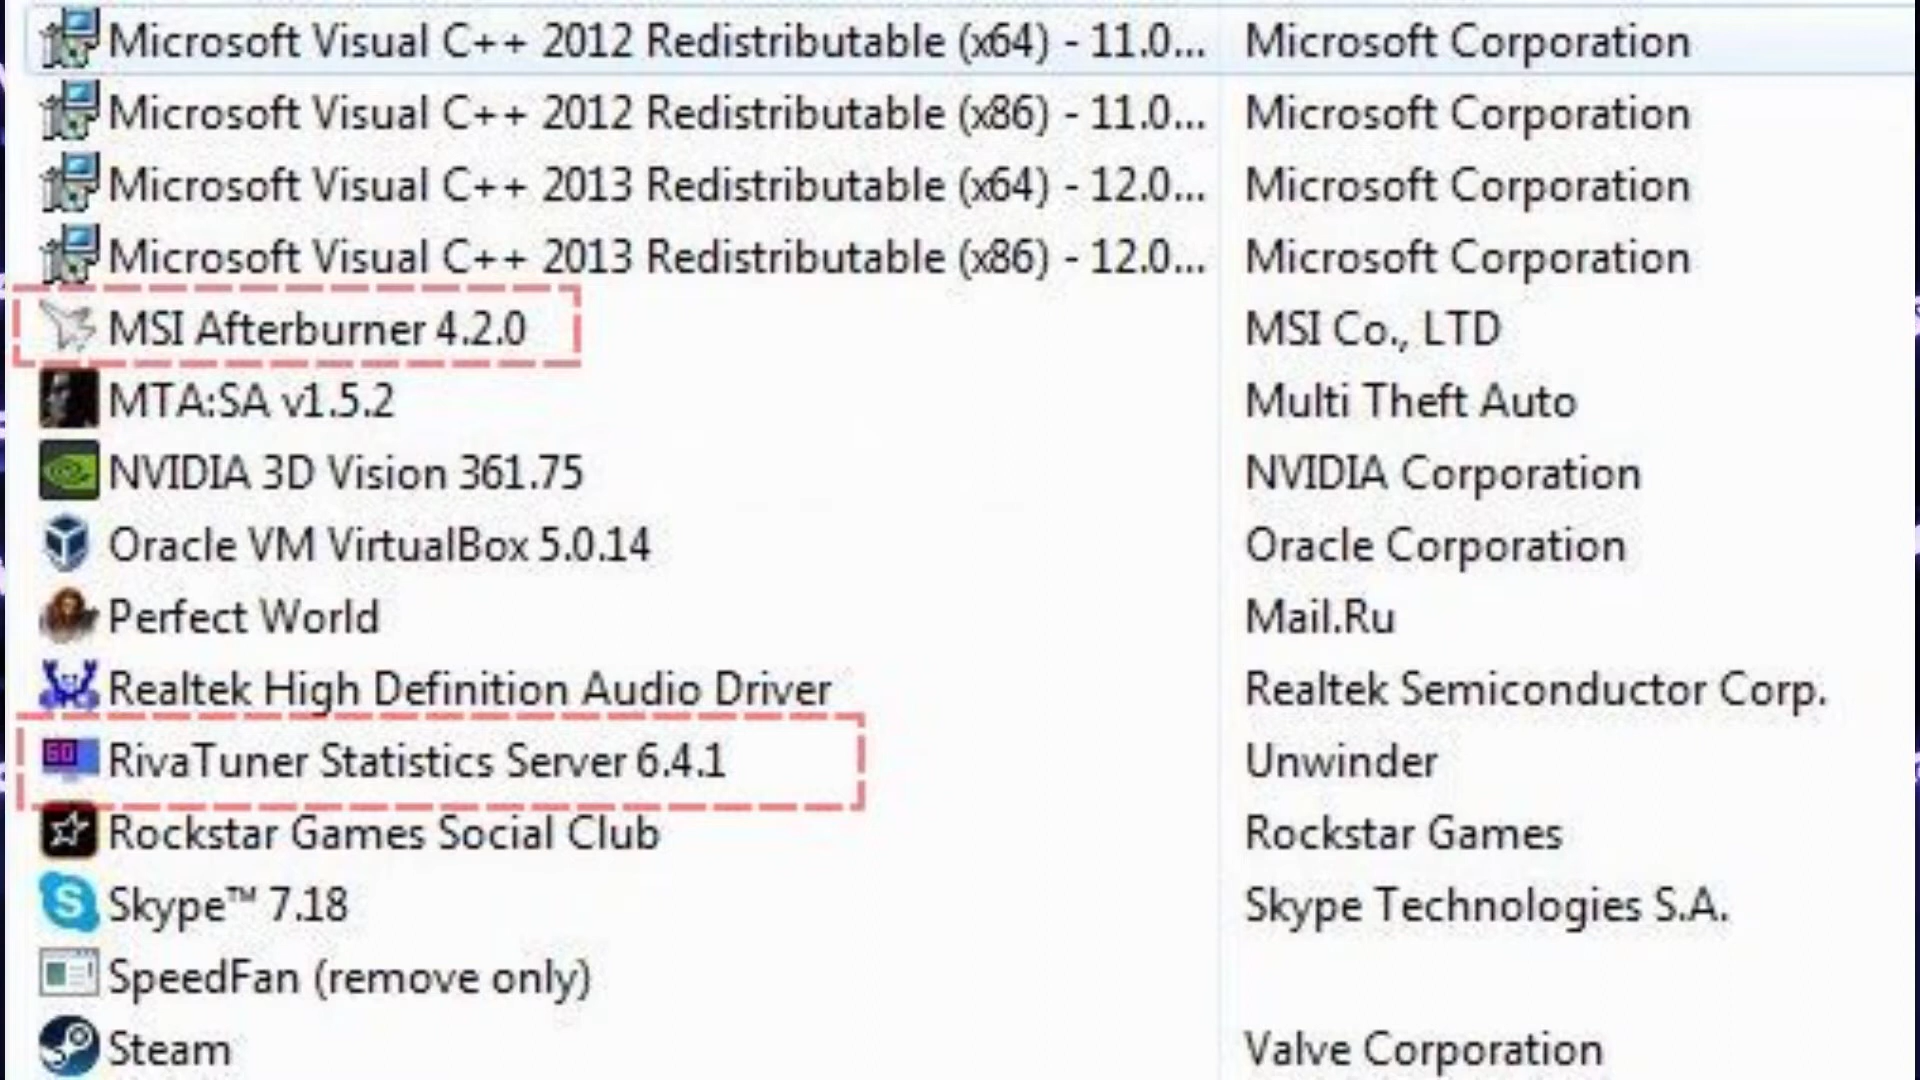 Microsoft Visual C++ 2012 Redistributable (x64) - 11.0... Microsoft Corporation
Microsoft Visual C++ 2012 Redistributable (x86) - 11.0... Microsoft Corporation
Microsoft Visual C++ 2013 Redistributable (x64) - 12.0... Microsoft Corporation
Microsoft Visual C++ 2013 Redistributable (x86) - 12.0... Microsoft Corporation
MSI Afterburner 4.2.0 MSI Co., LTD
MTA:SA v1.5.2 Multi Theft Auto
NVIDIA 3D Vision 361.75 NVIDIA Corporation
Oracle VM VirtualBox 5.0.14 Oracle Corporation
Perfect World Mail.Ru
Realtek High Definition Audio Driver Realtek Semiconductor Corp.
60 RivaTuner Statistics Server 6.4.1 Unwinder
Rockstar Games Social Club Rockstar Games
Skype™ 7.18 Skype Technologies S.A.
SpeedFan (remove only)
Steam Valve Corporation